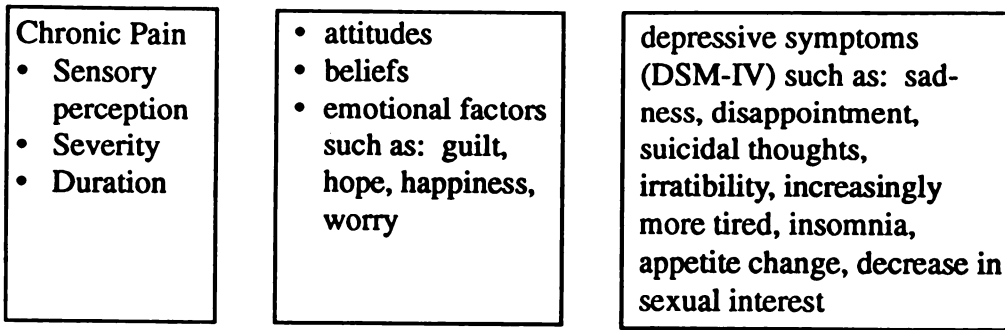 Chronic Pain
• Sensory
perception
• Severity
• Duration
• attitudes
• beliefs
• emotional factors
such as: guilt,
hope, happiness,
worry
depressive symptoms
(DSM-IV) such as: sad-
ness, disappointment,
suicidal thoughts,
irratibility, increasingly
more tired, insomnia,
appetite change, decrease in
sexual interest